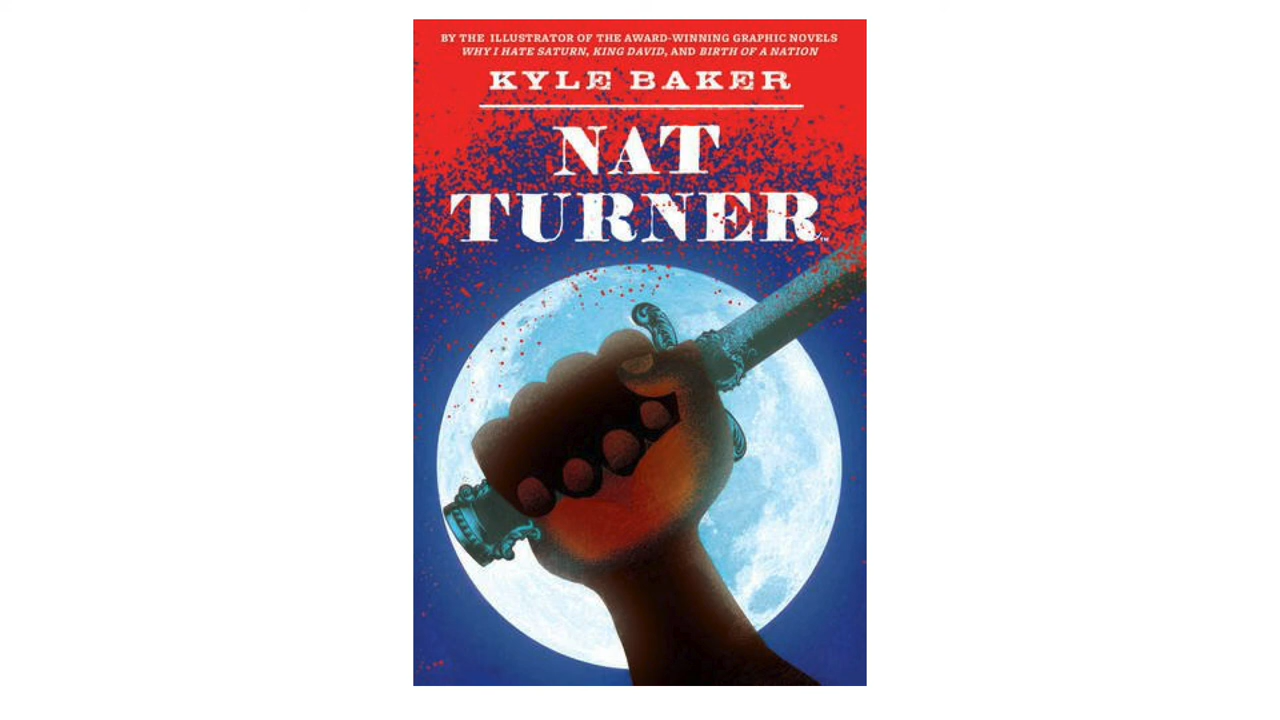 BY THE ILLUSTRATOR OF THE AWARD-WINNING GRAPHIC NOVELS
WHY I HATE SATURN, KING DAVID, AND BIRTH OF A NATION
KYLE BAKER
NAT
TURNER™